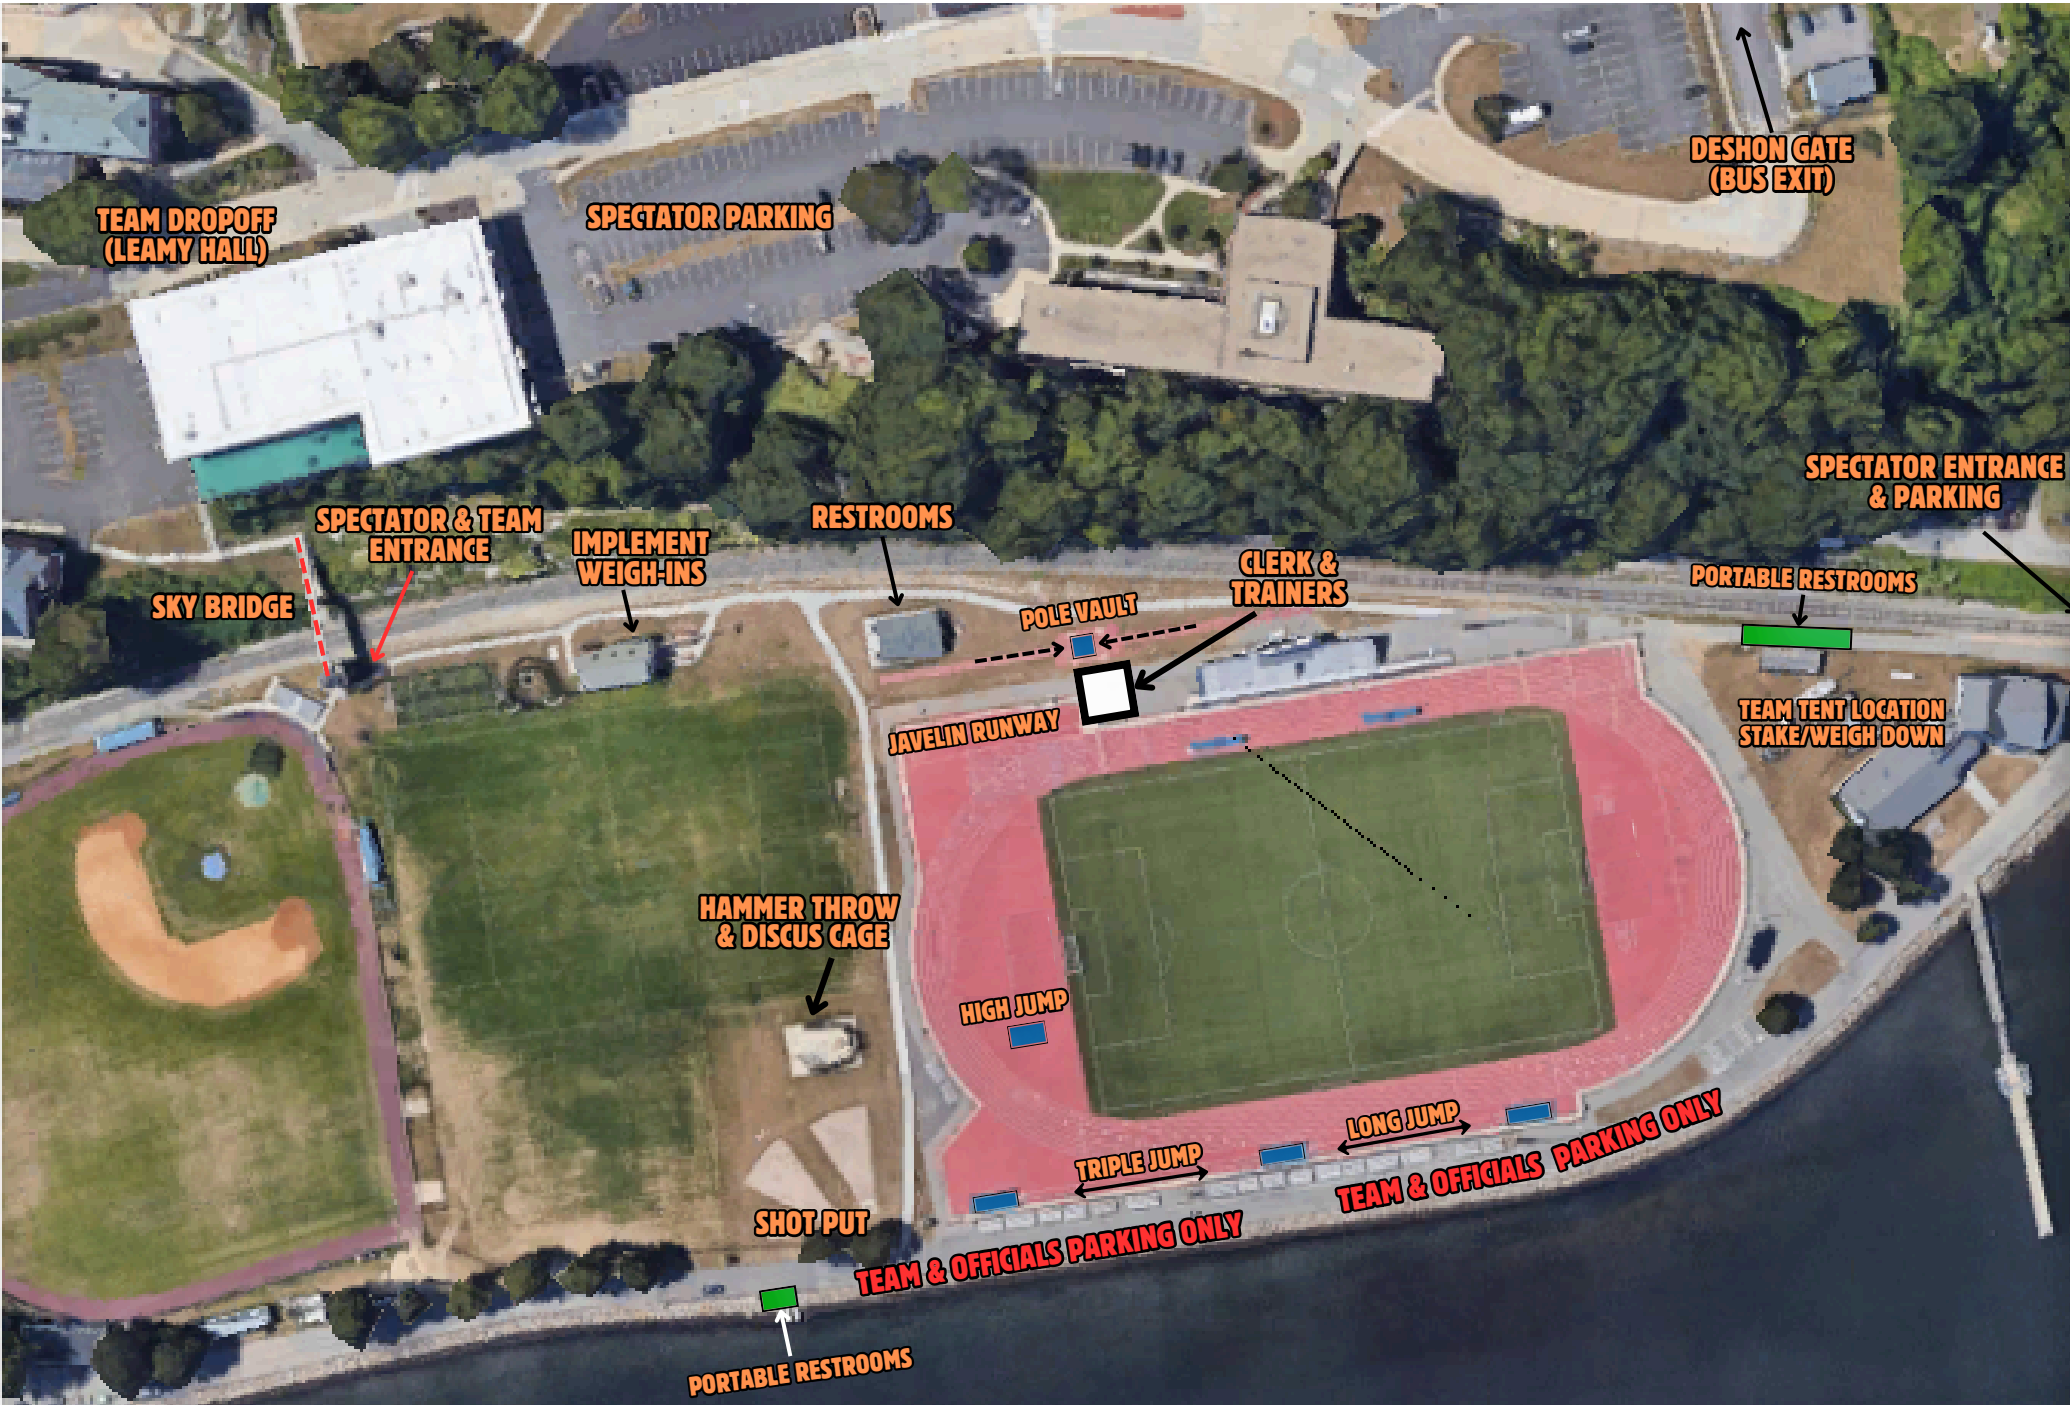 DESHON GATE
(BUS EXIT)
TEAM DROPOFF
(LEAMY HALL)
SPECTATOR PARKING
SPECTATOR ENTRANCE
& PARKING
SPECTATOR & TEAM
ENTRANCE
IMPLEMENT
WEIGH-INS
RESTROOMS
CLERK &
TRAINERS
PORTABLE RESTROOMS
SKY BRIDGE
POLE VAULT
JAVELIN RUNWAY
TEAM TENT LOCATION
STAKE/WEIGH DOWN
HAMMER THROW
& DISCUS CAGE
HIGH JUMP
LONG JUMP
TRIPLE JUMP
TEAM & OFFICIALS PARKING ONLY
SHOT PUT
TEAM & OFFICIALS PARKING ONLY
PORTABLE RESTROOMS